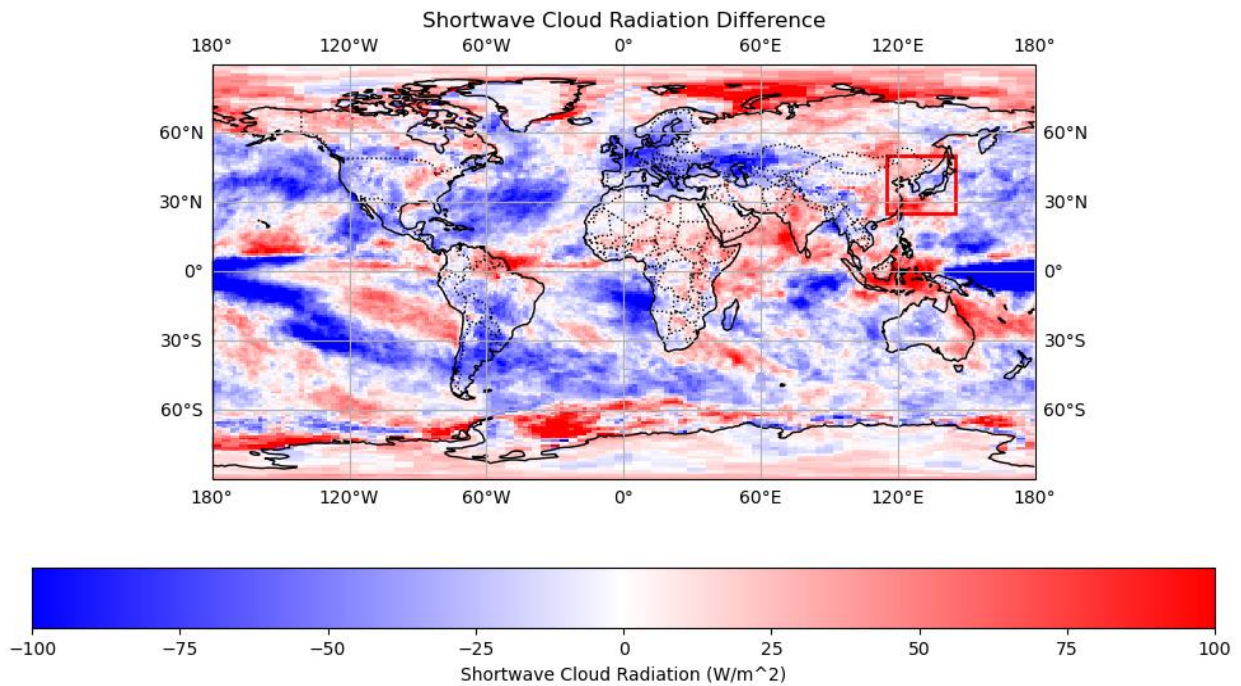 Shortwave Cloud Radiation Difference
180° 120°W 60°W 0° 60°E 120°E 180°
60°N 60°N
30°N 30°N
0° 0°
30°S 30°S
60°S 60°S
180° 120°W 60°W 0° 60°E 120°E 180°
−100 −75 −50 −25 0 25 50 75 100
Shortwave Cloud Radiation (W/m^2)